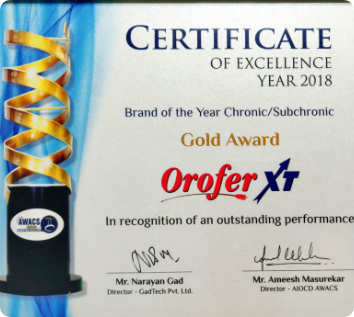 CERTIFICATE
OF EXCELLENCE
YEAR 2018
Brand of the Year Chronic/Subchronic
Gold Award
Orofer XT
AWACS
In recognition of an outstanding performance
Mr. Narayan Gad
Director - GadTech Pvt. Ltd.
Mr. Ameesh Masurekar
Director - AIOCD AWACS